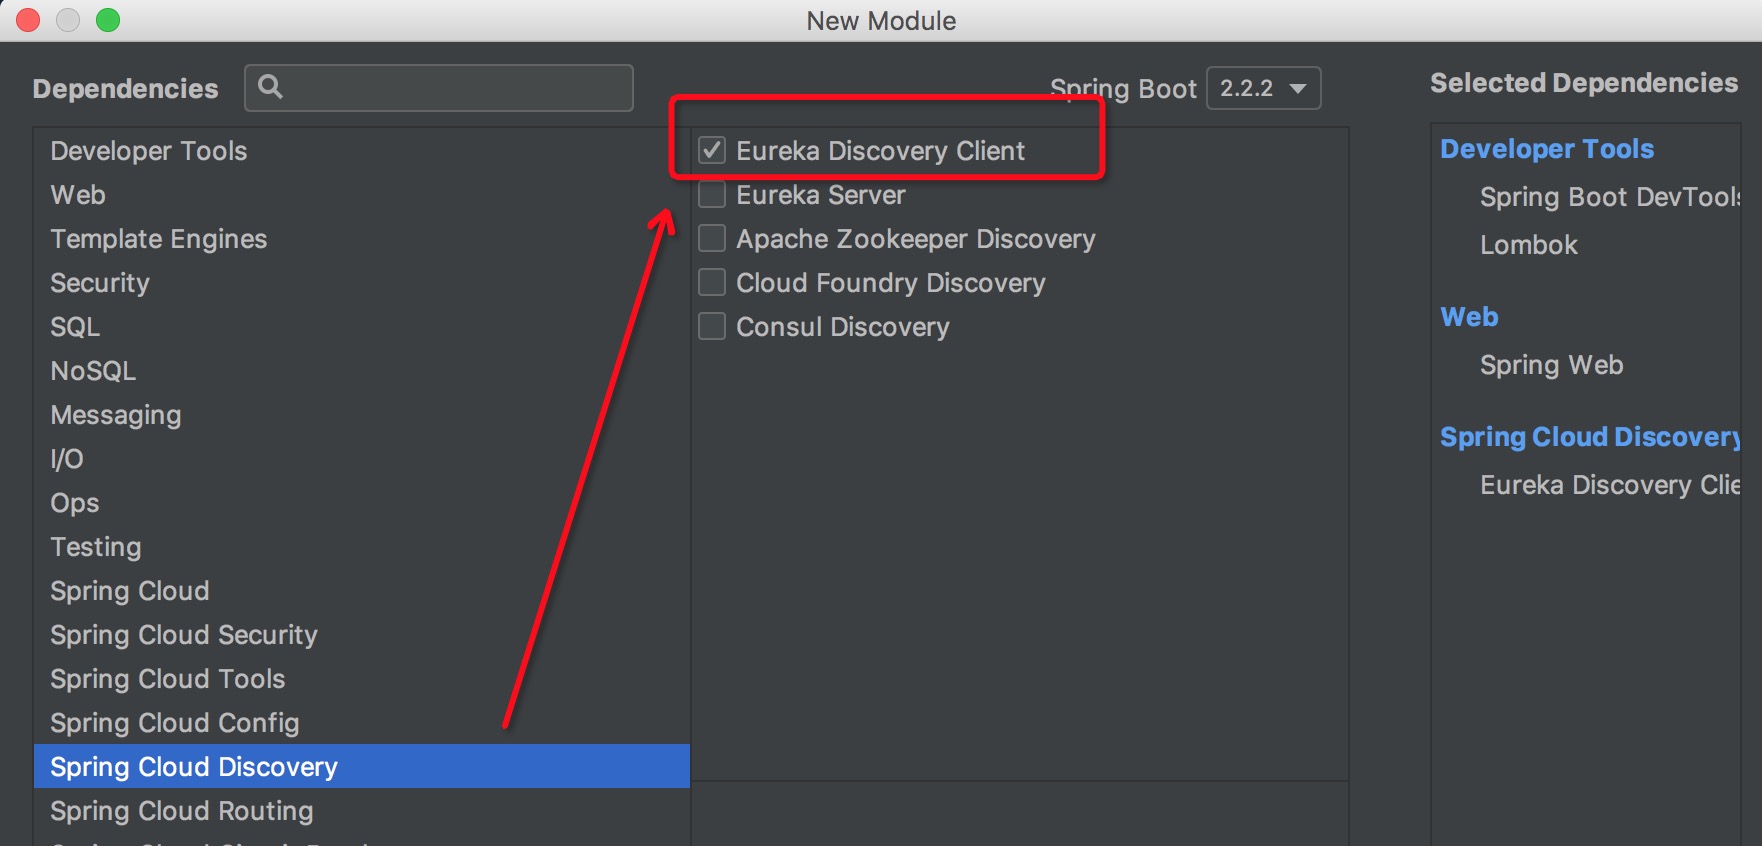 New Module
Dependencies
Spring Boot 2.2.2
Selected Dependencies
Developer Tools
Web
Template Engines
Security
SQL
NoSQL
Messaging
I/O
Ops
Testing
Spring Cloud
Spring Cloud Security
Spring Cloud Tools
Spring Cloud Config
Spring Cloud Discovery
Spring Cloud Routing
Eureka Discovery Client
Eureka Server
Apache Zookeeper Discovery
Cloud Foundry Discovery
Consul Discovery
Developer Tools
Spring Boot DevTools
Lombok
Web
Spring Web
Spring Cloud Discovery
Eureka Discovery Clie